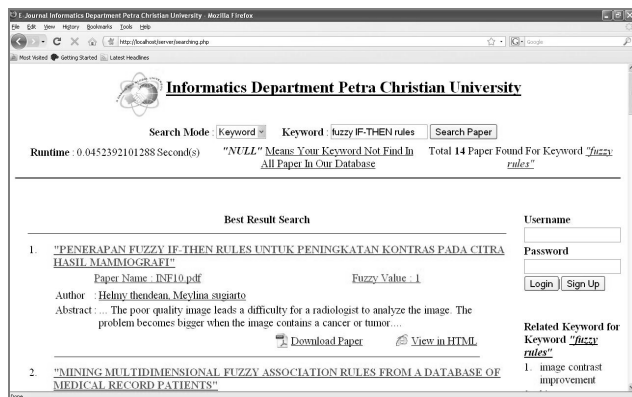 E-Journal Informatics Department Petra Christian University - Mozilla Firefox
File Edit View History Bookmarks Tools Help
http://localhost/server/searching.php
Google
Most Visited Getting Started Latest Headlines
Informatics Department Petra Christian University
Search Mode : Keyword Keyword : fuzzy IF-THEN rules Search Paper
Runtime : 0.0452392101288 Second(s)
"NULL" Means Your Keyword Not Find In
All Paper In Our Database
Total 14 Paper Found For Keyword "fuzzy
rules"
Best Result Search
1. "PENERAPAN FUZZY IF-THEN RULES UNTUK PENINGKATAN KONTRAS PADA CITRA
HASIL MAMMOGRAFI"
Paper Name : INF10.pdf Fuzzy Value : 1
Author : Helmy thendean, Meylina sugiarto
Abstract : ... The poor quality image leads a difficulty for a radiologist to analyze the image. The
problem becomes bigger when the image contains a cancer or tumor....
Download Paper View in HTML
2. "MINING MULTIDIMENSIONAL FUZZY ASSOCIATION RULES FROM A DATABASE OF
MEDICAL RECORD PATIENTS"
Username
Password
Login Sign Up
Related Keyword for
Keyword "fuzzy
rules"
1. image contrast
improvement
Done